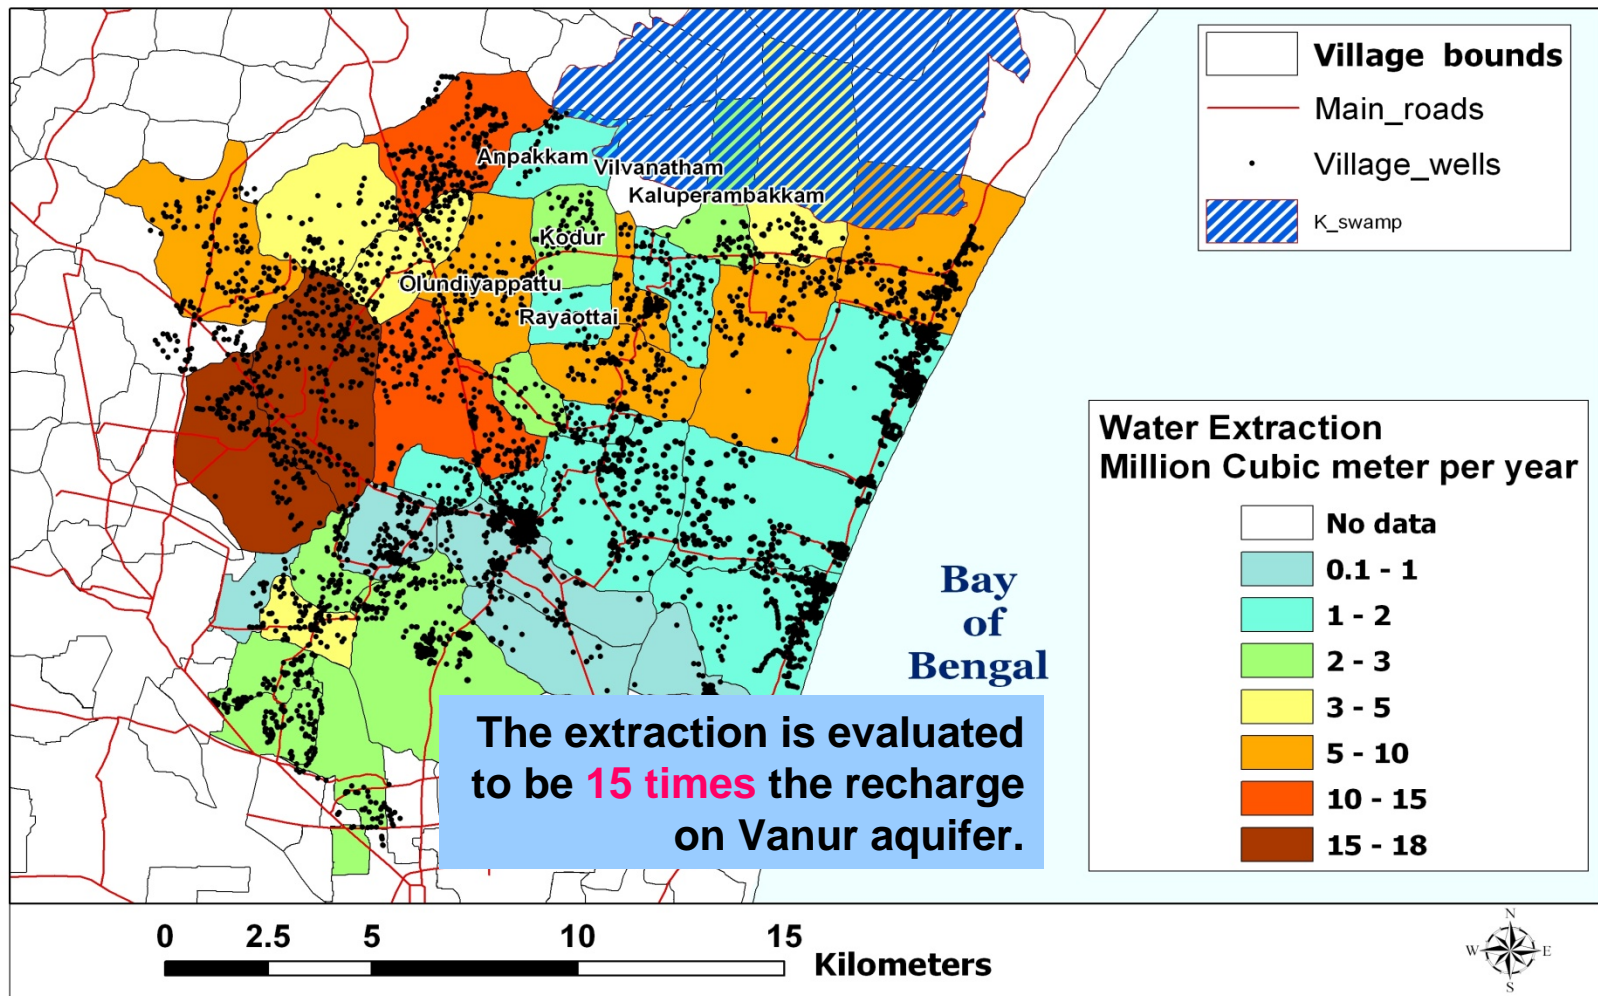 Village bounds
Main_roads
Village_wells
K_swamp
Anpakkam
Vilvanatham
Kaluperambakkam
Kodur
Olundiyappattu
Rayaottai
Water Extraction
Million Cubic meter per year
No data
0.1 - 1
1 - 2
2 - 3
3 - 5
5 - 10
10 - 15
15 - 18
Bay
of
Bengal
The extraction is evaluated
to be 15 times the recharge
on Vanur aquifer.
0 2.5 5 10 15
Kilometers
N
W E
S